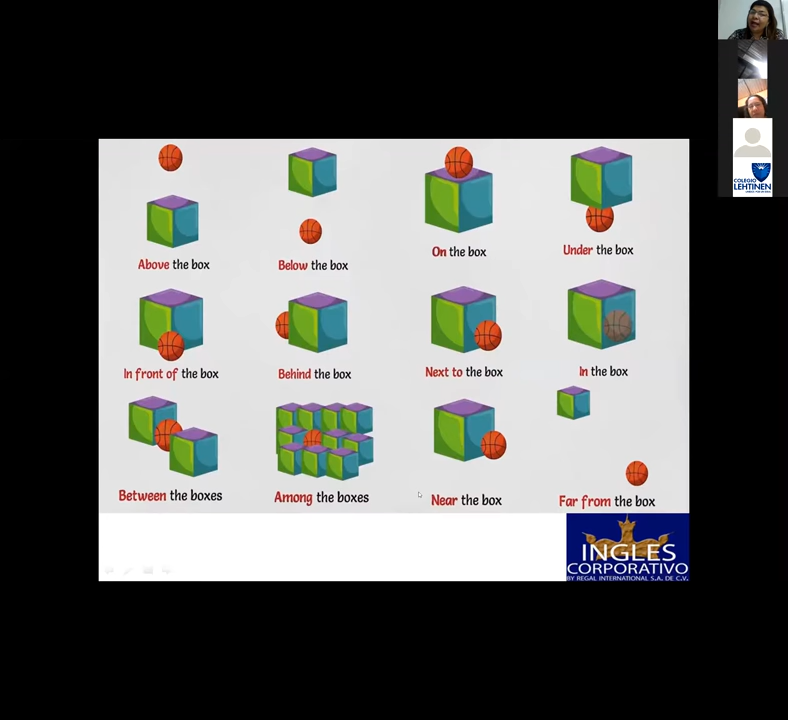 Above the box
Below the box
On the box
Under the box
In front of the box
Behind the box
Next to the box
In the box
Between the boxes
Among the boxes
Near the box
Far from the box
INGLES
CORPORATIVO
BY REGAL INTERNATIONAL S.A. DE C.V.
COLEGIO
LEHTINEN